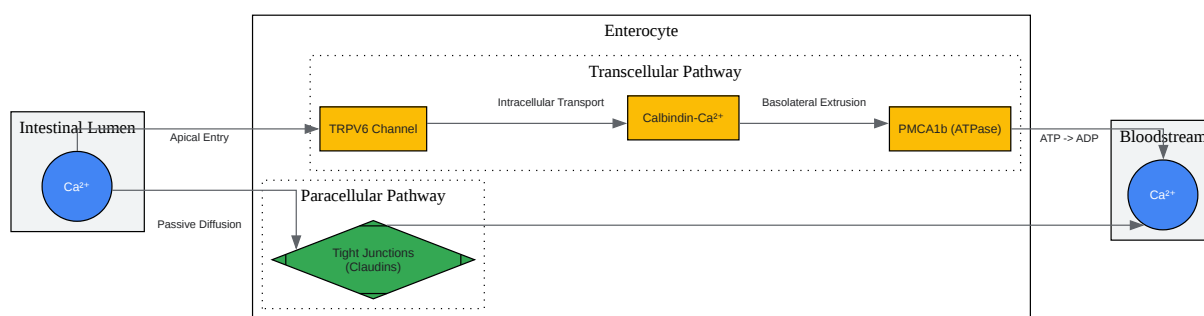 Enterocyte
Transcellular Pathway
Intestinal Lumen
Apical Entry
TRPV6 Channel
Intracellular Transport
Calbindin-Ca²⁺
Basolateral Extrusion
PMCA1b (ATPase)
ATP -> ADP
Bloodstream
Ca²⁺
Ca²⁺
Passive Diffusion
Paracellular Pathway
Tight Junctions
(Claudins)